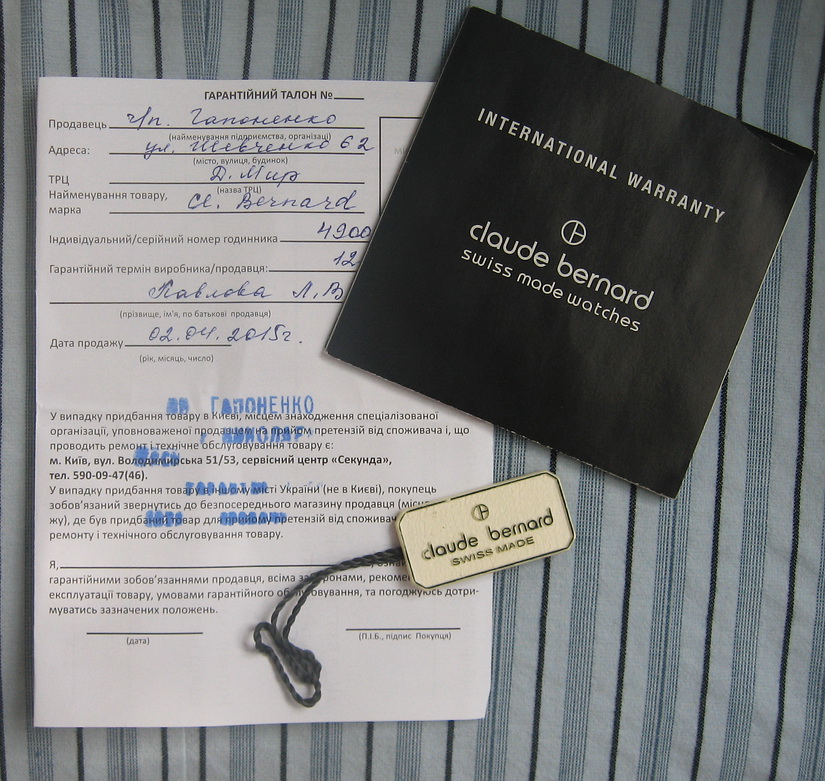 ГАРАНТІЙНИЙ ТАЛОН №
Продавець ч/п. Гапоненко
(найменування підприємства, організації)
Адреса: ул. Шевченко 62
(місто, вулиця, будинок)
ТРЦ Д. Мир
(назва ТРЦ)
Найменування товару,
марка Cl. Bernard
Індивідуальний/серійний номер годинника 4900
Гарантійний термін виробника/продавця: 12
Павлова Л.В
(прізвище, ім'я, по батькові продавця)
Дата продажу 02.04.2015г.
(рік, місяць, число)
ГАПОНЕНКО
У випадку придбання товару в Києві, місцем знаходження спеціалізованої
організації, уповноваженої продавцем на прийом претензій від споживача і, що
проводить ремонт і технічне обслуговування товару є:
м. Київ, вул. Володимирська 51/53, сервісний центр «Секунда»,
тел. 590-09-47(46).
У випадку придбання товару в іншому місті України (не в Києві), покупець
зобов'язаний звернутись до безпосереднього магазину продавця (місц
жу), де був придбаний товар для прийому претензій від споживач
ремонту і технічного обслуговування товару.
Я,
гарантійними зобов'язаннями продавця, всіма за ронами, реком
експлуатації товару, умовами гарантійного обслуговування, та погоджуюсь дотри-
муватись зазначених положень.
(дата) (П.І.Б., підпис Покупця)
INTERNATIONAL WARRANTY
claude bernard
swiss made watches
claude bernard
SWISS MADE